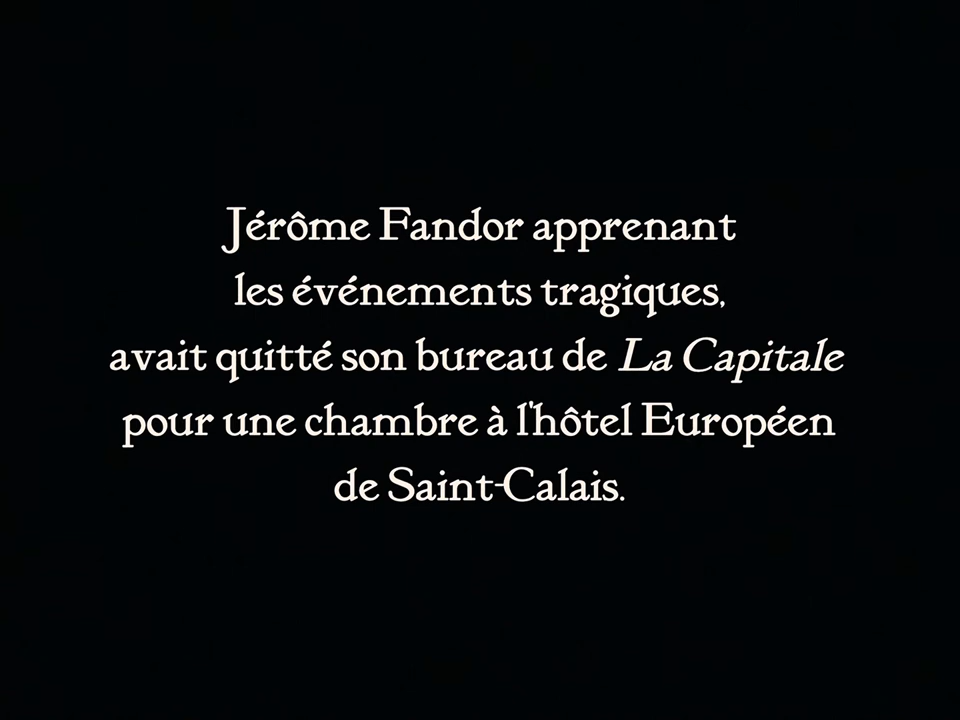 Jérôme Fandor apprenant
les événements tragiques,
avait quitté son bureau de La Capitale
pour une chambre à l'hôtel Européen
de Saint-Calais.